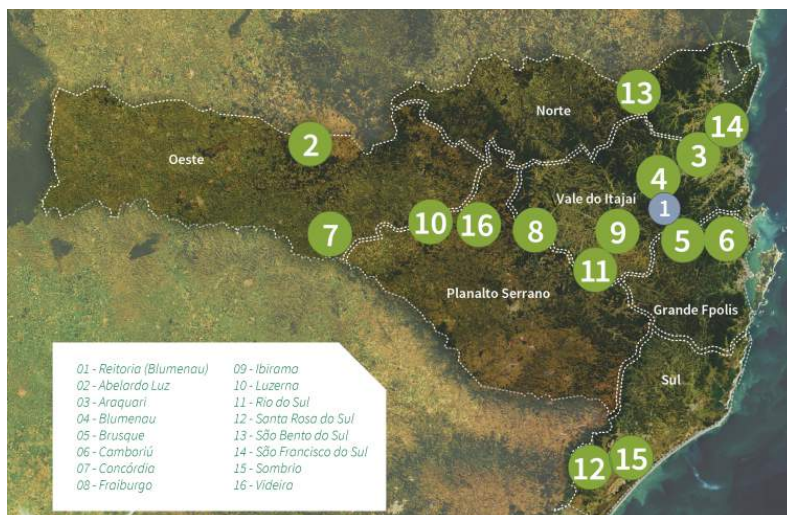 13
Norte
14
2
3
Oeste
4
Vale do Itajaí
1
10
16
8
9
7
5
6
11
Planalto Serrano
Grande Fpolis
Sul
12
15
01 - Reitoria (Blumenau)
02 - Abelardo Luz
03 - Araquari
04 - Blumenau
05 - Brusque
06 - Camboriú
07 - Concórdia
08 - Fraiburgo
09 - Ibirama
10 - Luzerna
11 - Rio do Sul
12 - Santa Rosa do Sul
13 - São Bento do Sul
14 - São Francisco do Sul
15 - Sombrio
16 - Videira